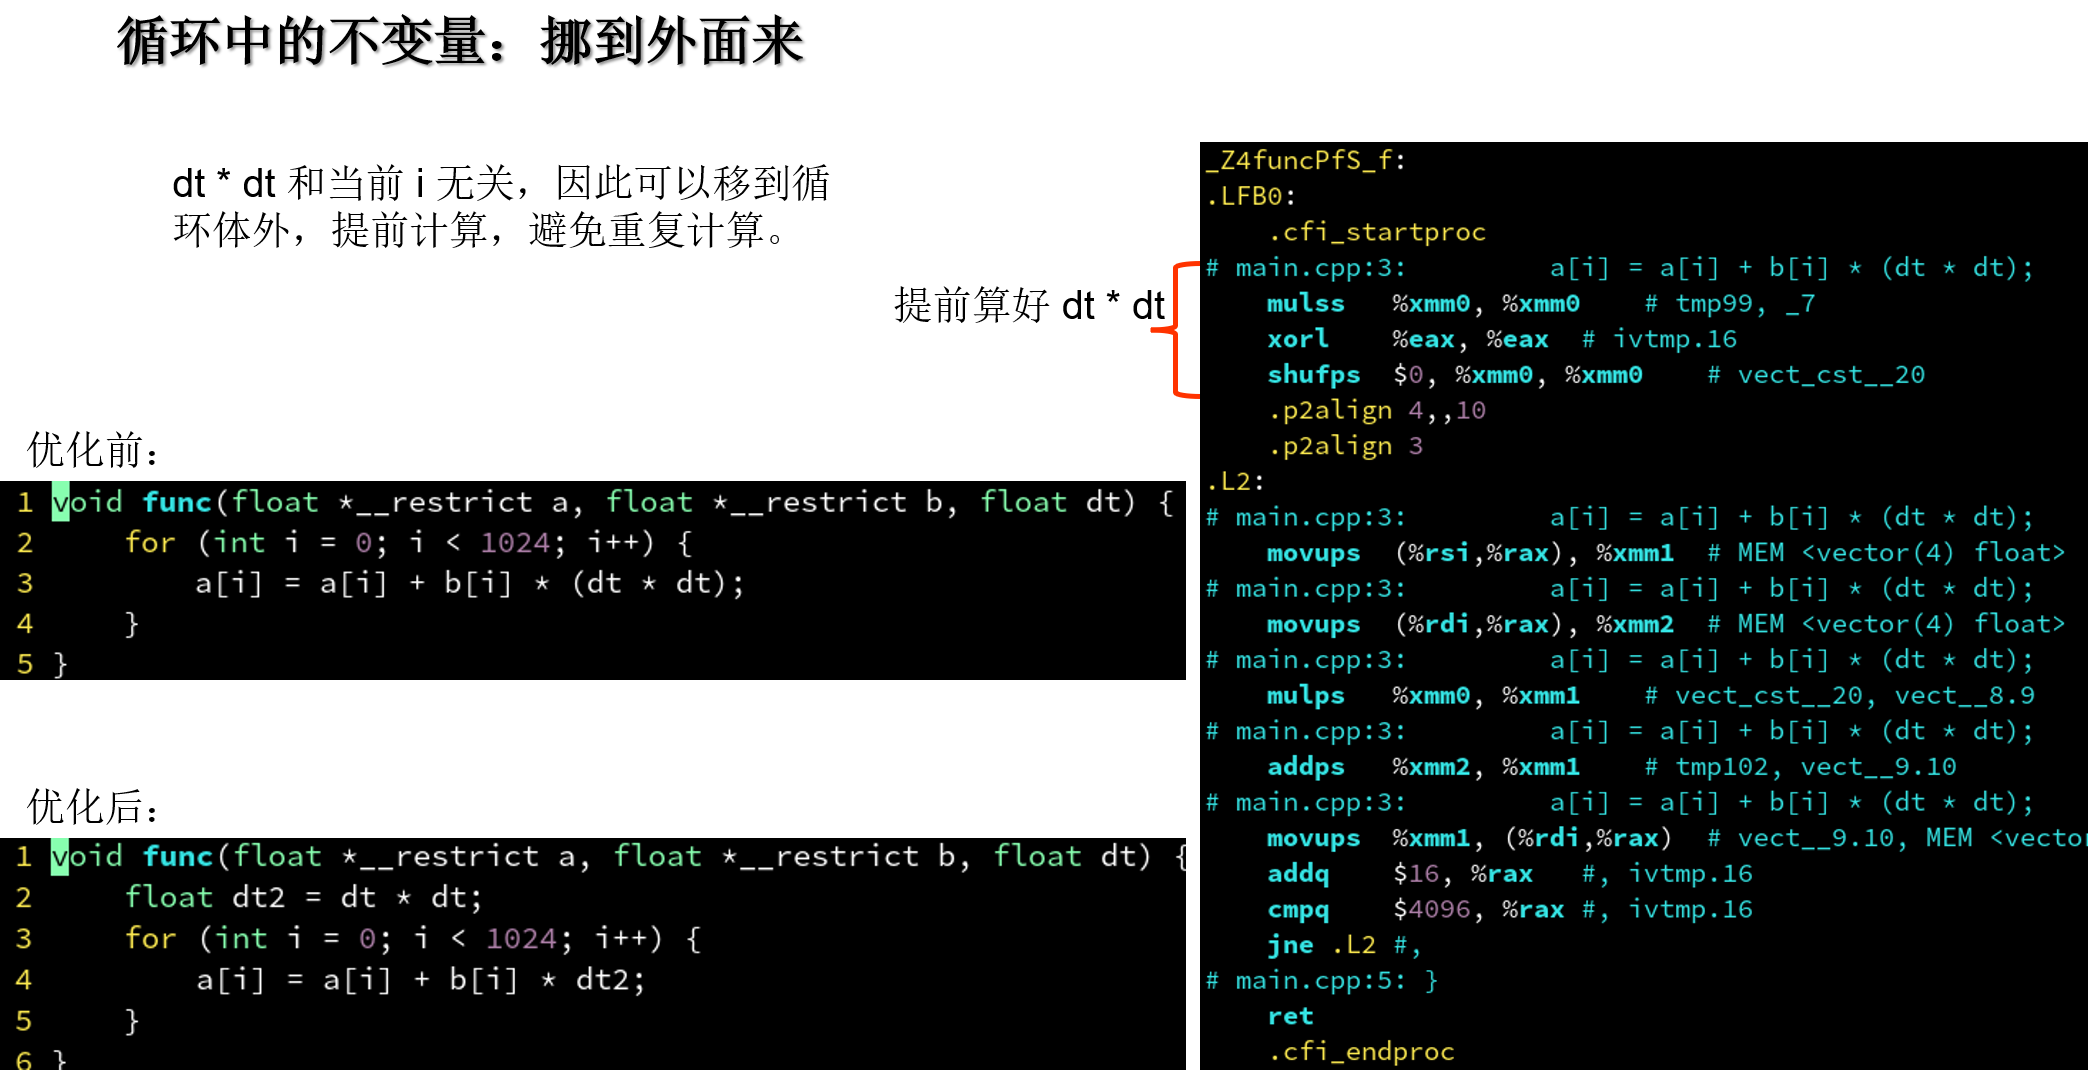 循环中的不变量：挪到外面来
dt * dt 和当前 i 无关，因此可以移到循
环体外，提前计算，避免重复计算。
提前算好 dt * dt
优化前：
1 void func(float *__restrict a, float *__restrict b, float dt) {
2     for (int i = 0; i < 1024; i++) {
3         a[i] = a[i] + b[i] * (dt * dt);
4     }
5 }
优化后：
1 void func(float *__restrict a, float *__restrict b, float dt) {
2     float dt2 = dt * dt;
3     for (int i = 0; i < 1024; i++) {
4         a[i] = a[i] + b[i] * dt2;
5     }
6 }
_Z4funcPfS_f:
.LFB0:
    .cfi_startproc
# main.cpp:3:         a[i] = a[i] + b[i] * (dt * dt);
    mulss   %xmm0, %xmm0    # tmp99, _7
    xorl    %eax, %eax  # ivtmp.16
    shufps  $0, %xmm0, %xmm0    # vect_cst__20
    .p2align 4,,10
    .p2align 3
.L2:
# main.cpp:3:         a[i] = a[i] + b[i] * (dt * dt);
    movups  (%rsi,%rax), %xmm1  # MEM <vector(4) float>
# main.cpp:3:         a[i] = a[i] + b[i] * (dt * dt);
    movups  (%rdi,%rax), %xmm2  # MEM <vector(4) float>
# main.cpp:3:         a[i] = a[i] + b[i] * (dt * dt);
    mulps   %xmm0, %xmm1    # vect_cst__20, vect__8.9
# main.cpp:3:         a[i] = a[i] + b[i] * (dt * dt);
    addps   %xmm2, %xmm1    # tmp102, vect__9.10
# main.cpp:3:         a[i] = a[i] + b[i] * (dt * dt);
    movups  %xmm1, (%rdi,%rax)  # vect__9.10, MEM <vector
    addq    $16, %rax   #, ivtmp.16
    cmpq    $4096, %rax #, ivtmp.16
    jne .L2 #,
# main.cpp:5: }
    ret
    .cfi_endproc